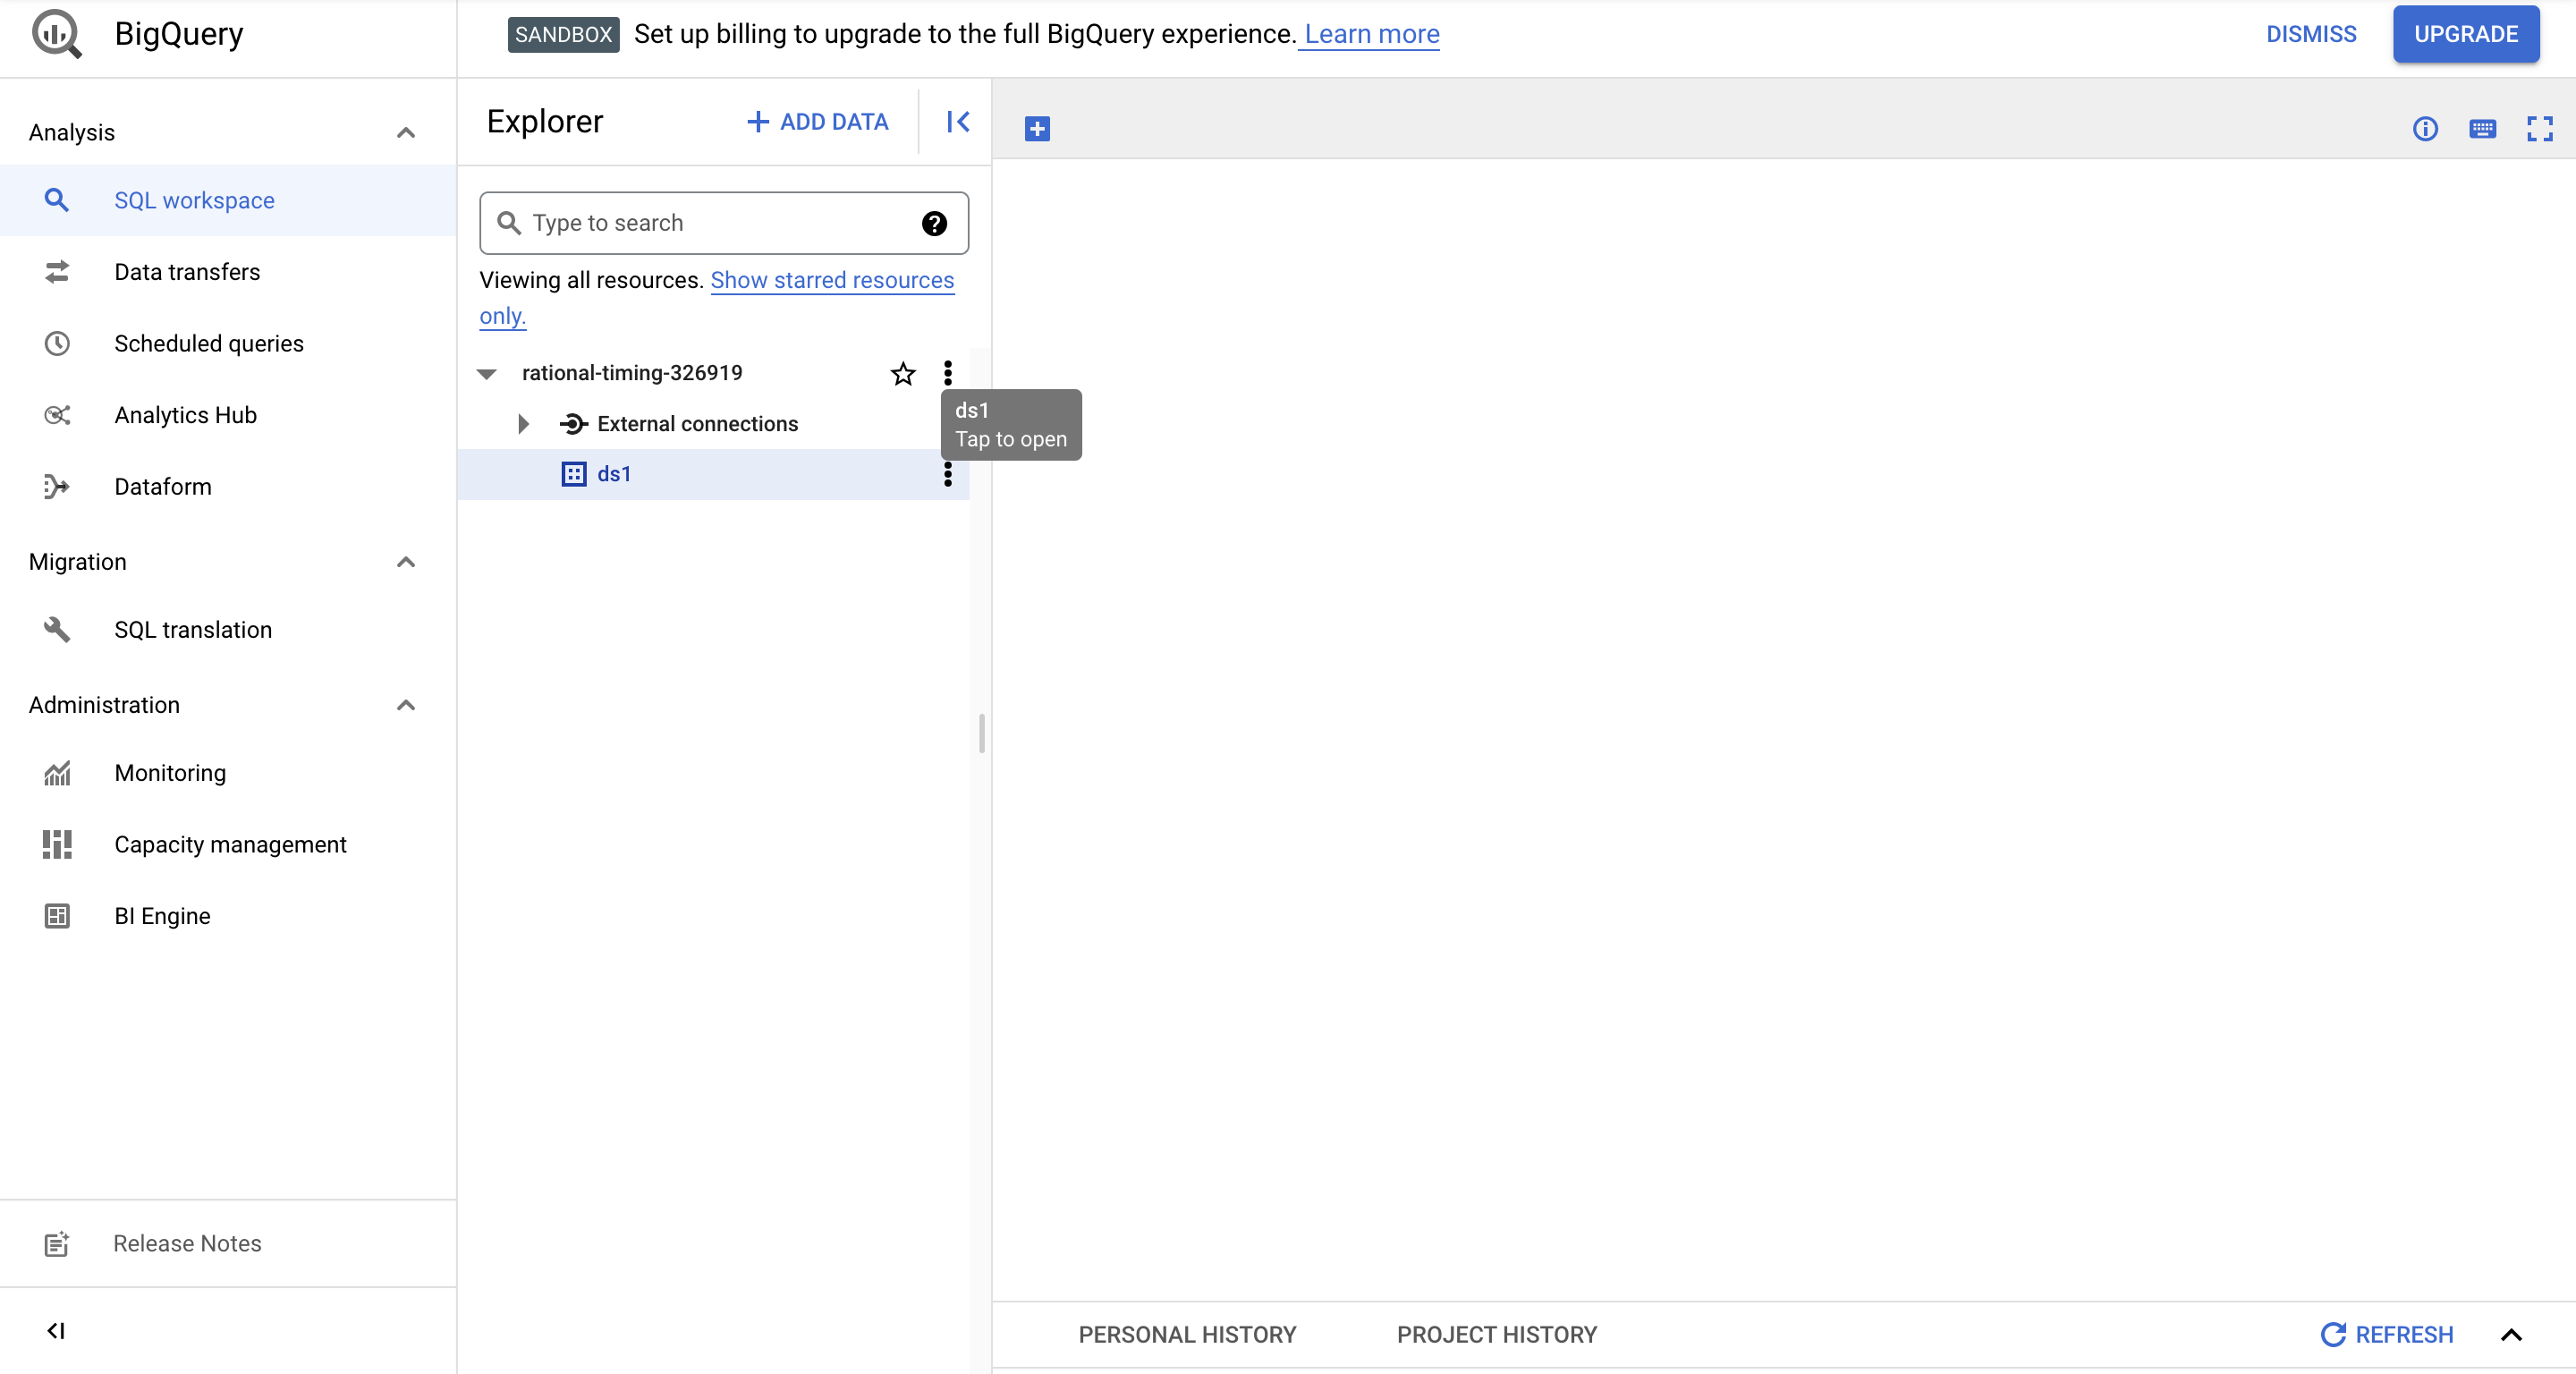 BigQuery
SANDBOX Set up billing to upgrade to the full BigQuery experience. Learn more
DISMISS
UPGRADE
Analysis
SQL workspace
Data transfers
Scheduled queries
Analytics Hub
Dataform
Migration
SQL translation
Administration
Monitoring
Capacity management
BI Engine
Release Notes
Explorer
ADD DATA
Type to search
Viewing all resources. Show starred resources
only.
rational-timing-326919
External connections
ds1
ds1
Tap to open
PERSONAL HISTORY
PROJECT HISTORY
REFRESH